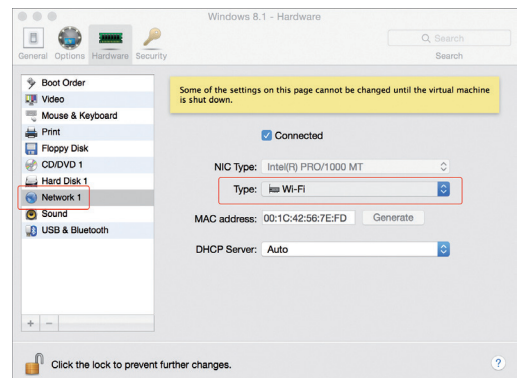 Windows 8.1 - Hardware
General Options Hardware Security
Search
Search
Boot Order
Video
Mouse & Keyboard
Print
Floppy Disk
CD/DVD 1
Hard Disk 1
Network 1
Sound
USB & Bluetooth
+ −
Some of the settings on this page cannot be changed until the virtual machine
is shut down.
Connected
NIC Type: Intel(R) PRO/1000 MT
Type: Wi-Fi
MAC address: 00:1C:42:56:7E:FD Generate
DHCP Server: Auto
Click the lock to prevent further changes.
?